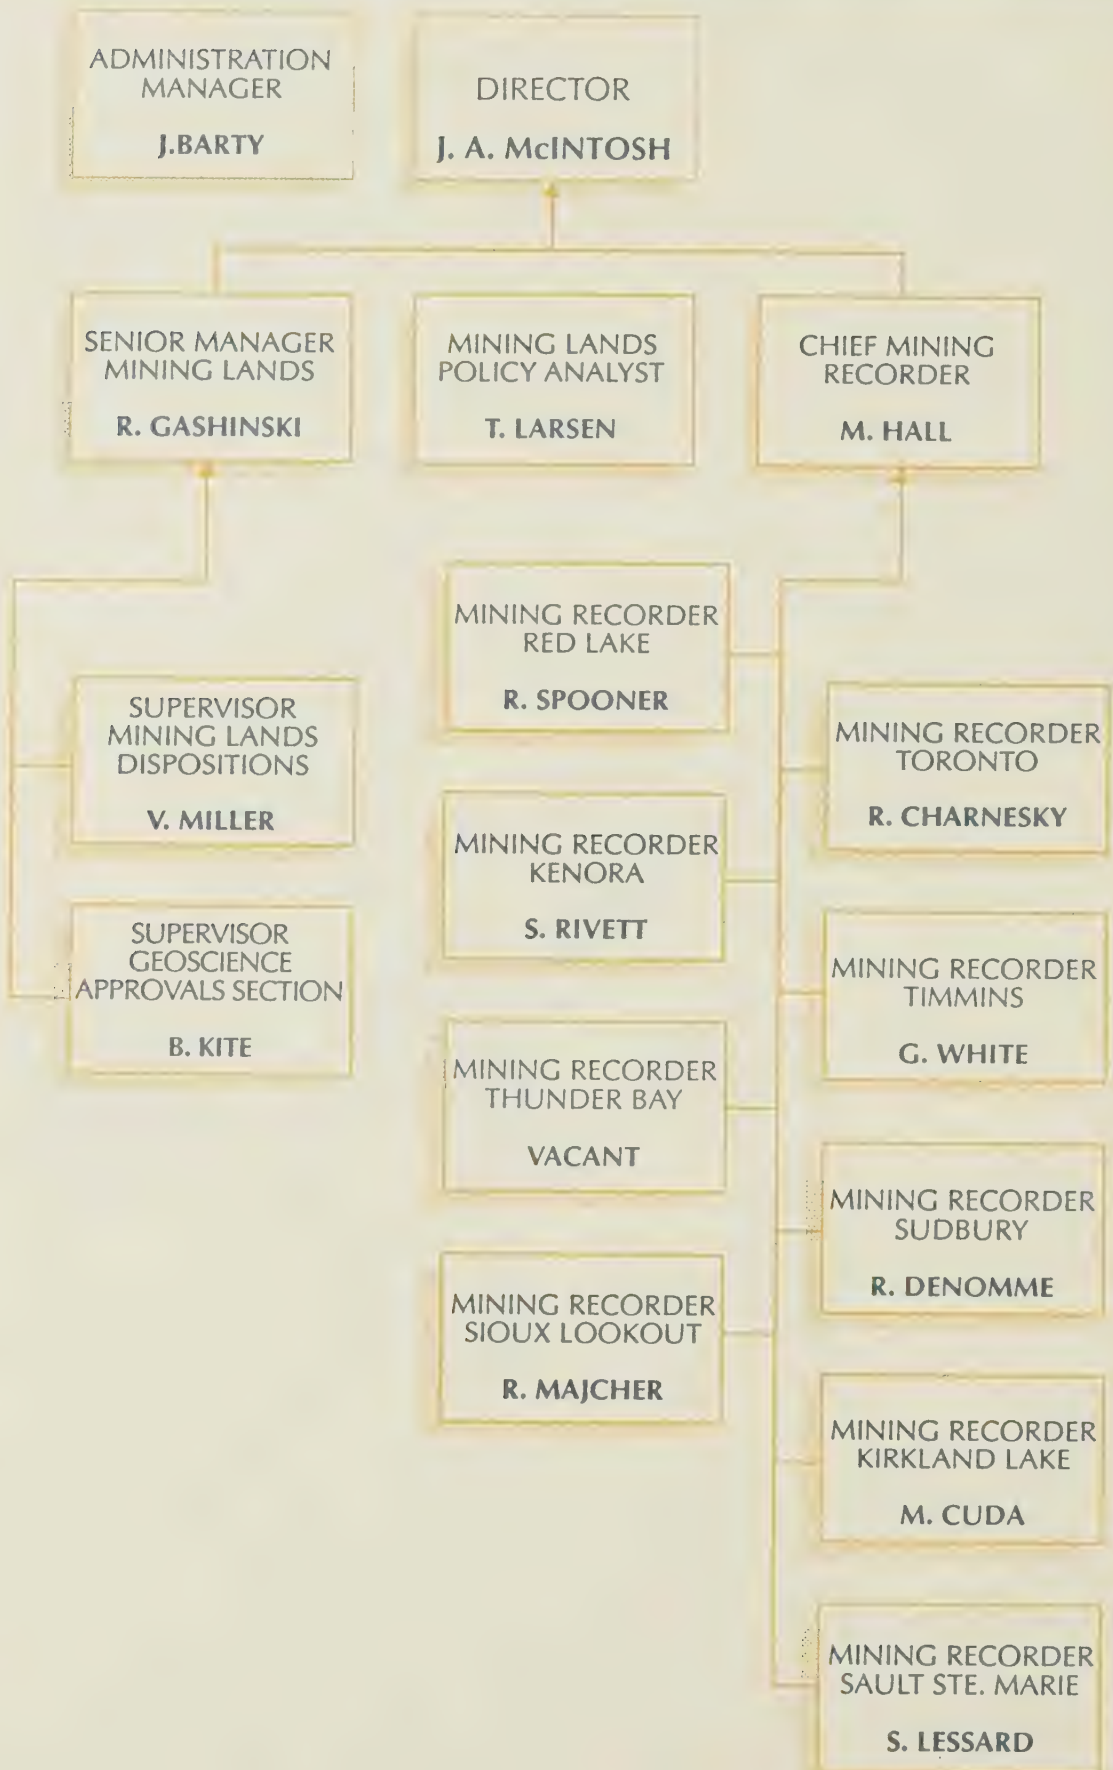 ADMINISTRATION
MANAGER
J.BARTY
DIRECTOR
J. A. McINTOSH
SENIOR MANAGER
MINING LANDS
R. GASHINSKI
MINING LANDS
POLICY ANALYST
T. LARSEN
CHIEF MINING
RECORDER
M. HALL
SUPERVISOR
MINING LANDS
DISPOSITIONS
V. MILLER
SUPERVISOR
GEOSCIENCE
APPROVALS SECTION
B. KITE
MINING RECORDER
RED LAKE
R. SPOONER
MINING RECORDER
KENORA
S. RIVETT
MINING RECORDER
THUNDER BAY
VACANT
MINING RECORDER
SIOUX LOOKOUT
R. MAJCHER
MINING RECORDER
TORONTO
R. CHARNESKY
MINING RECORDER
TIMMINS
G. WHITE
MINING RECORDER
SUDBURY
R. DENOMME
MINING RECORDER
KIRKLAND LAKE
M. CUDA
MINING RECORDER
SAULT STE. MARIE
S. LESSARD